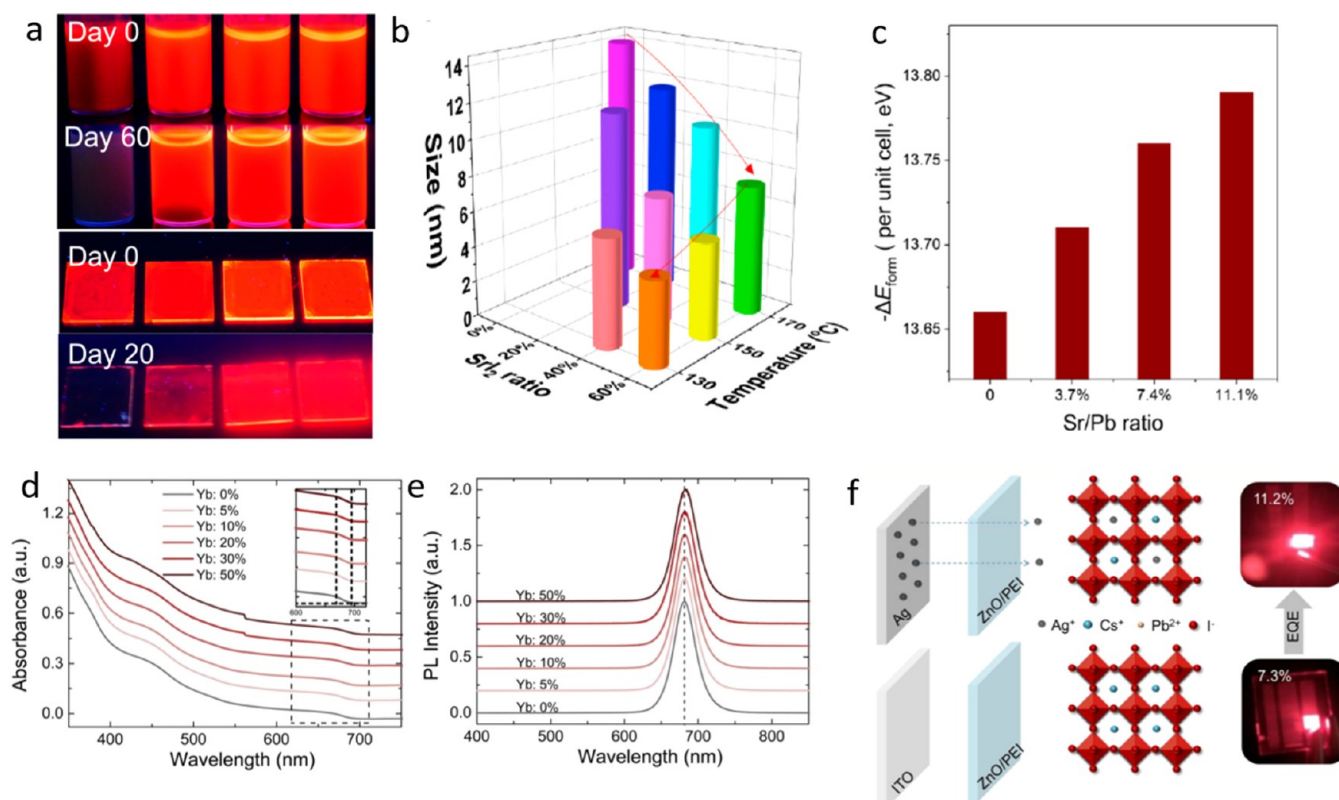 a
Day 0
Day 60
Day 0
Day 20
b
Size (nm)
14
12
10
8
6
4
2
0
0%
20%
40%
60%
SrI₂ ratio
130
150
170
Temperature (°C)
c
-ΔE_form ( per unit cell, eV)
13.80
13.75
13.70
13.65
0
3.7%
7.4%
11.1%
Sr/Pb ratio
d
Absorbance (a.u.)
1.2
0.9
0.6
0.3
0.0
Yb: 0%
Yb: 5%
Yb: 10%
Yb: 20%
Yb: 30%
Yb: 50%
600
700
400
500
600
700
Wavelength (nm)
e
PL Intensity (a.u.)
2.0
1.5
1.0
0.5
0.0
Yb: 50%
Yb: 30%
Yb: 20%
Yb: 10%
Yb: 5%
Yb: 0%
400
500
600
700
800
Wavelength (nm)
f
Ag
ZnO/PEI
11.2%
Ag⁺
Cs⁺
Pb²⁺
I⁻
EQE
7.3%
ITO
ZnO/PEI